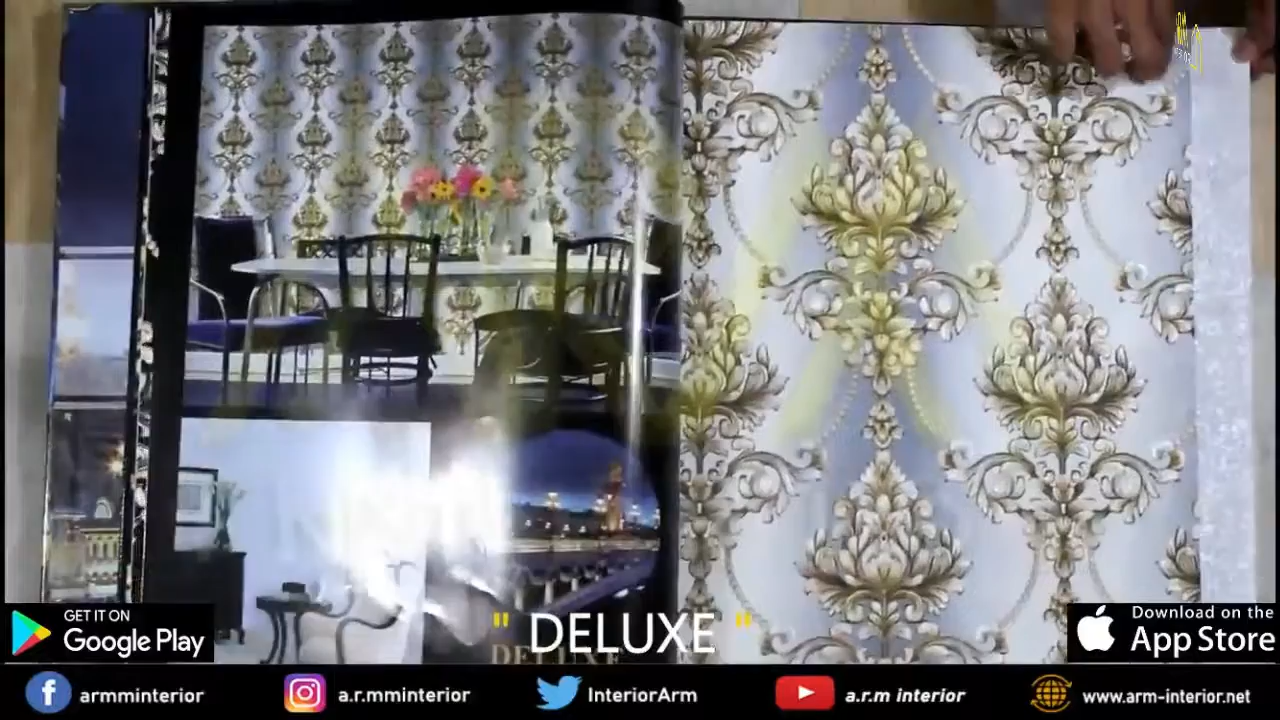 " DELUXE "
DELUXE
GET IT ON
Google Play
Download on the
App Store
armminterior
a.r.mminterior
InteriorArm
a.r.m interior
www.arm-interior.net